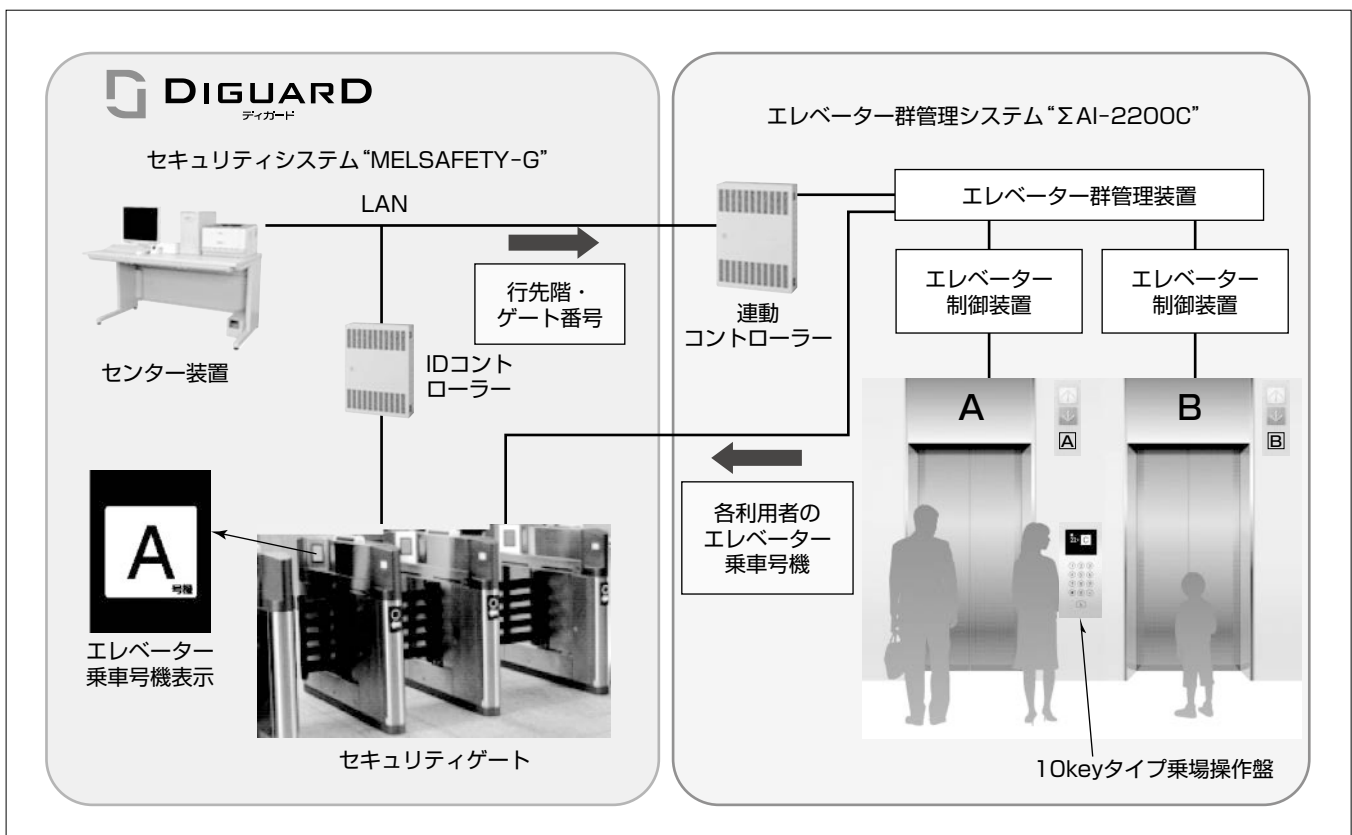 DIGUARD
ディガード
セキュリティシステム“MELSAFETY-G”
LAN
センター装置
IDコント
ローラー
行先階・
ゲート番号
A
号機
エレベーター
乗車号機表示
セキュリティゲート
エレベーター群管理システム“ΣAI-2200C”
連動
コントローラー
エレベーター群管理装置
エレベーター
制御装置
エレベーター
制御装置
各利用者の
エレベーター
乗車号機
A
A
B
B
10keyタイプ乗場操作盤